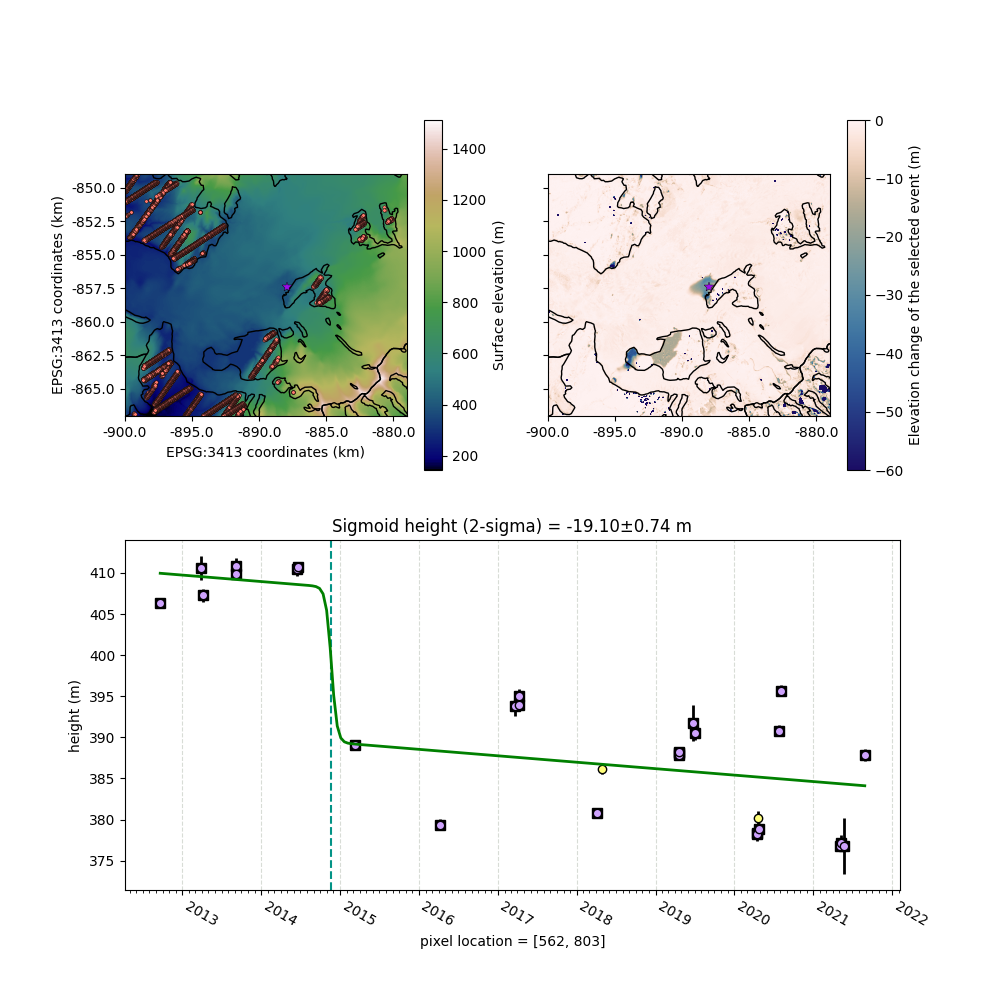 -850.0
-852.5
-855.0
-857.5
-860.0
-862.5
-865.0
EPSG:3413 coordinates (km)
-900.0 -895.0 -890.0 -885.0 -880.0
EPSG:3413 coordinates (km)
1400
1200
1000
800
600
400
200
Surface elevation (m)
-900.0 -895.0 -890.0 -885.0 -880.0
0
−10
−20
−30
−40
−50
−60
Elevation change of the selected event (m)
Sigmoid height (2-sigma) = -19.10±0.74 m
410
405
400
395
390
385
380
375
height (m)
2013 2014 2015 2016 2017 2018 2019 2020 2021 2022
pixel location = [562, 803]